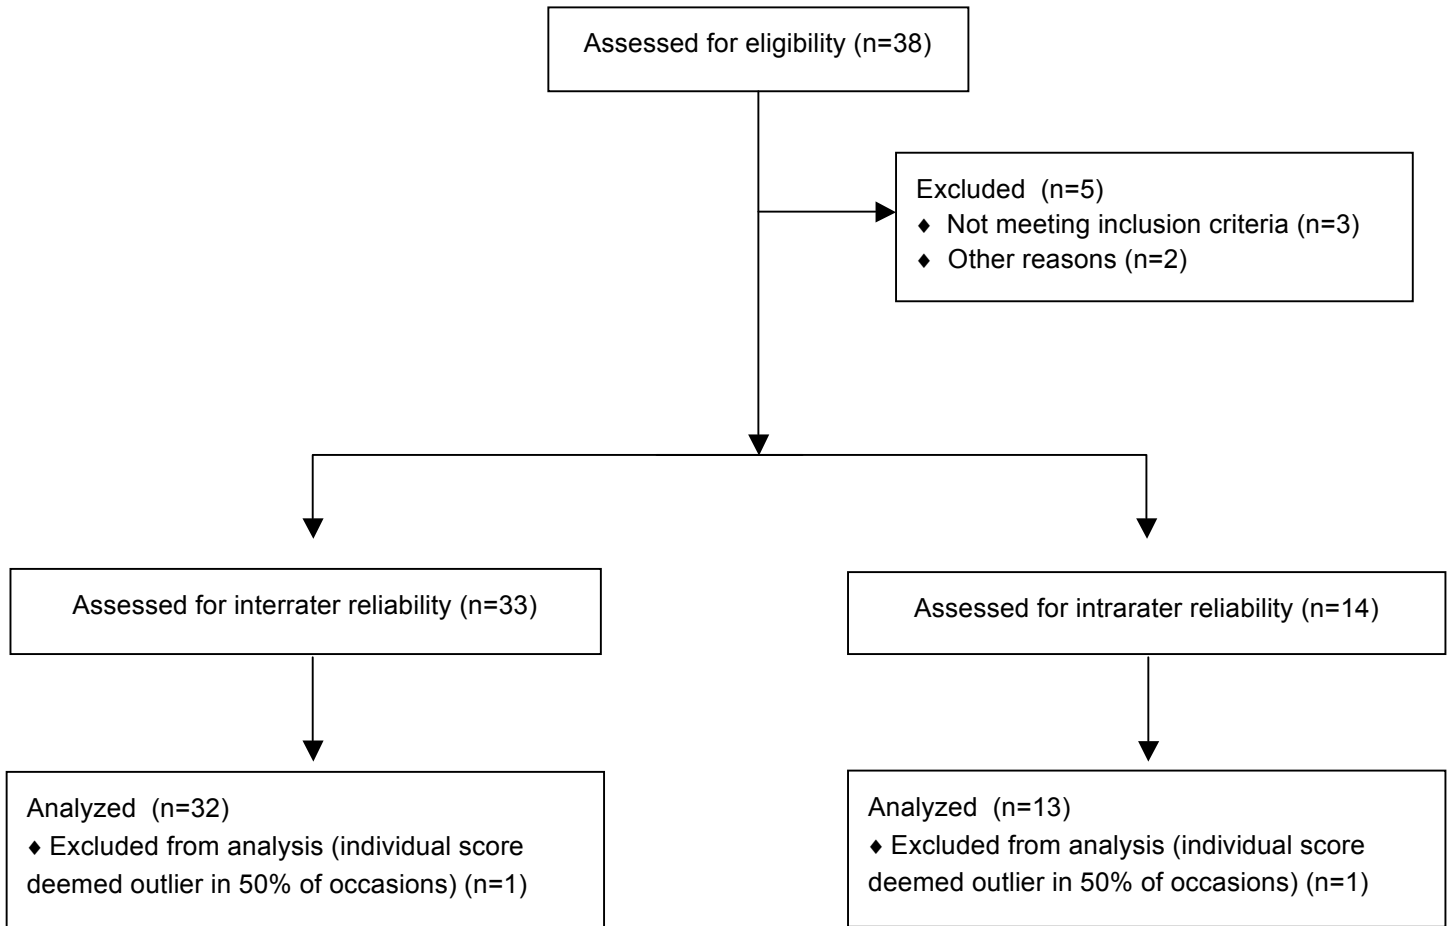 Assessed for eligibility (n=38)
Excluded (n=5)
♦ Not meeting inclusion criteria (n=3)
♦ Other reasons (n=2)
Assessed for interrater reliability (n=33)
Assessed for intrarater reliability (n=14)
Analyzed (n=32)
♦ Excluded from analysis (individual score
deemed outlier in 50% of occasions) (n=1)
Analyzed (n=13)
♦ Excluded from analysis (individual score
deemed outlier in 50% of occasions) (n=1)